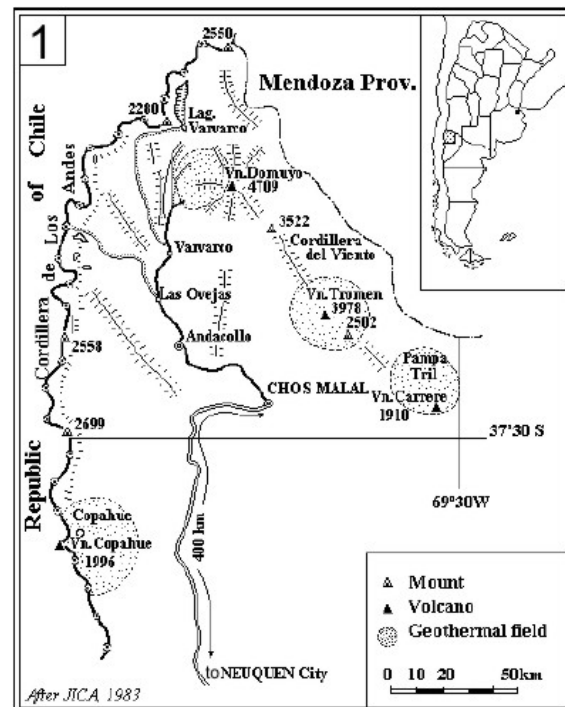 1
2550
Mendoza Prov.
2280
Lag.
Varvarco
Vn.Domuyo
4709
3522
Cordillera
del Viento
Varvarco
Las Ovejas
Vn.Tromen
3978
2502
Andacollo
Pampa
Tril
CHOS MALAL
Vn.Carrere
1910
Republic of Chile
Cordillera de Los Andes
2558
2699
37°30 S
69°30W
Copahue
Vn.Copahue
1996
400 km
to NEUQUEN City
Mount
Volcano
Geothermal field
0 10 20 50km
After JICA, 1983